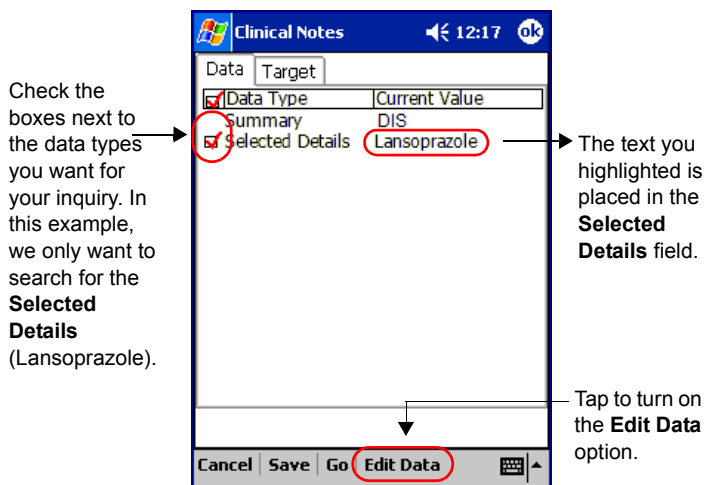 Clinical Notes 12:17 ok
Data Target
Data Type Current Value
Summary DIS
Selected Details Lansoprazole
Cancel Save Go Edit Data
Check the
boxes next to
the data types
you want for
your inquiry. In
this example,
we only want to
search for the
Selected
Details
(Lansoprazole).
The text you
highlighted is
placed in the
Selected
Details field.
Tap to turn on
the Edit Data
option.